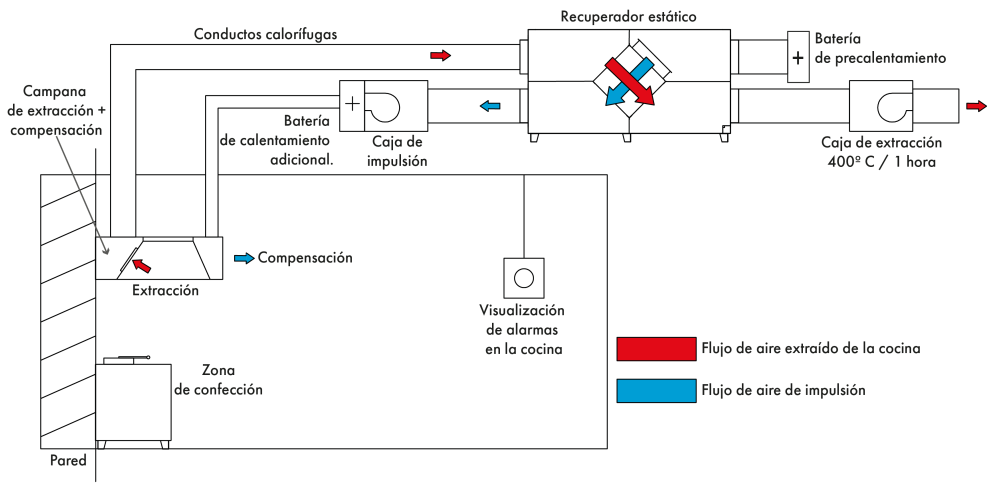 Recuperador estático
Conductos calorífugas
Batería
de precalentamiento
Campana
de extracción +
compensación
Batería
de calentamiento
adicional.
Caja de
impulsión
Caja de extracción
400º C / 1 hora
Compensación
Extracción
Visualización
de alarmas
en la cocina
Flujo de aire extraído de la cocina
Flujo de aire de impulsión
Zona
de confección
Pared